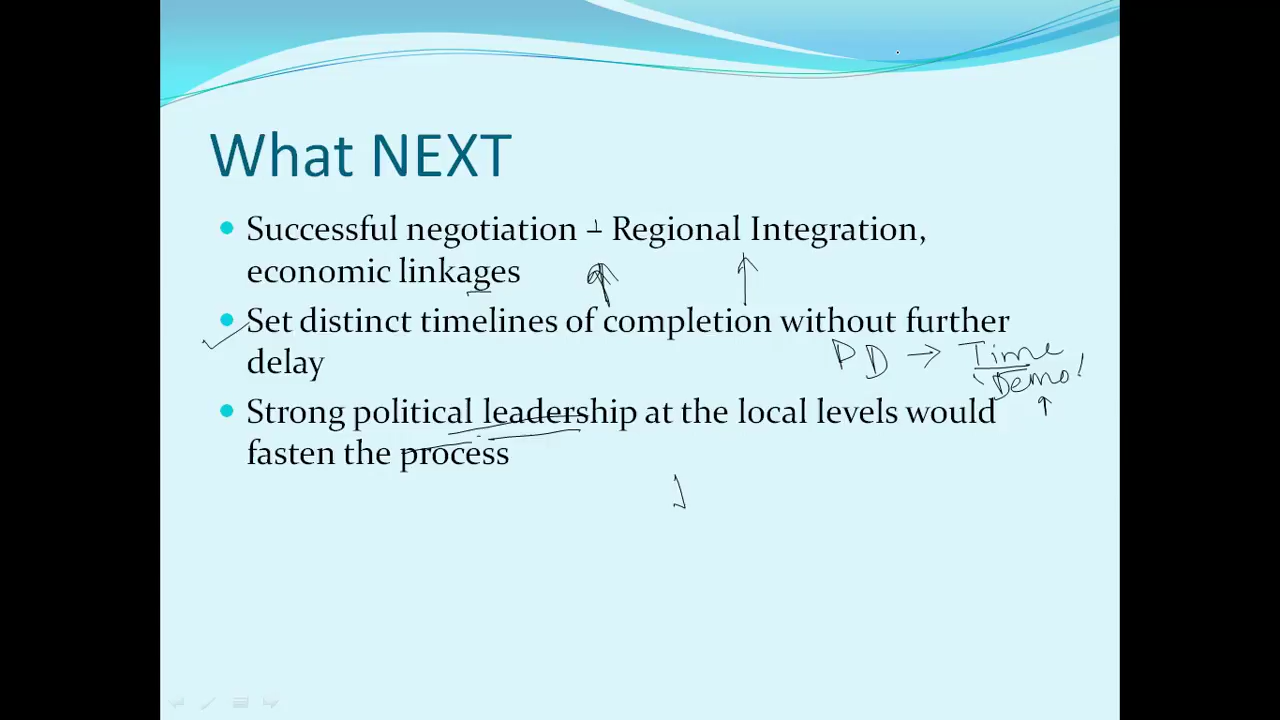 What NEXT
Successful negotiation – Regional Integration,
economic linkages
Set distinct timelines of completion without further
delay
PD → Time
'Demo'
Strong political leadership at the local levels would
fasten the process